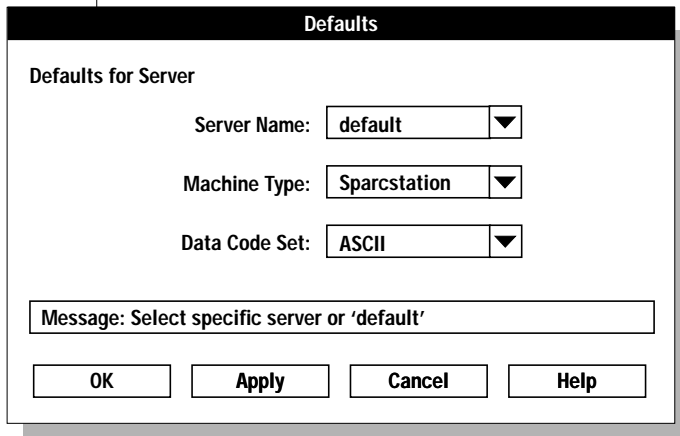 Defaults
Defaults for Server
Server Name: default
Machine Type: Sparcstation
Data Code Set: ASCII
Message: Select specific server or ‘default’
OK Apply Cancel Help